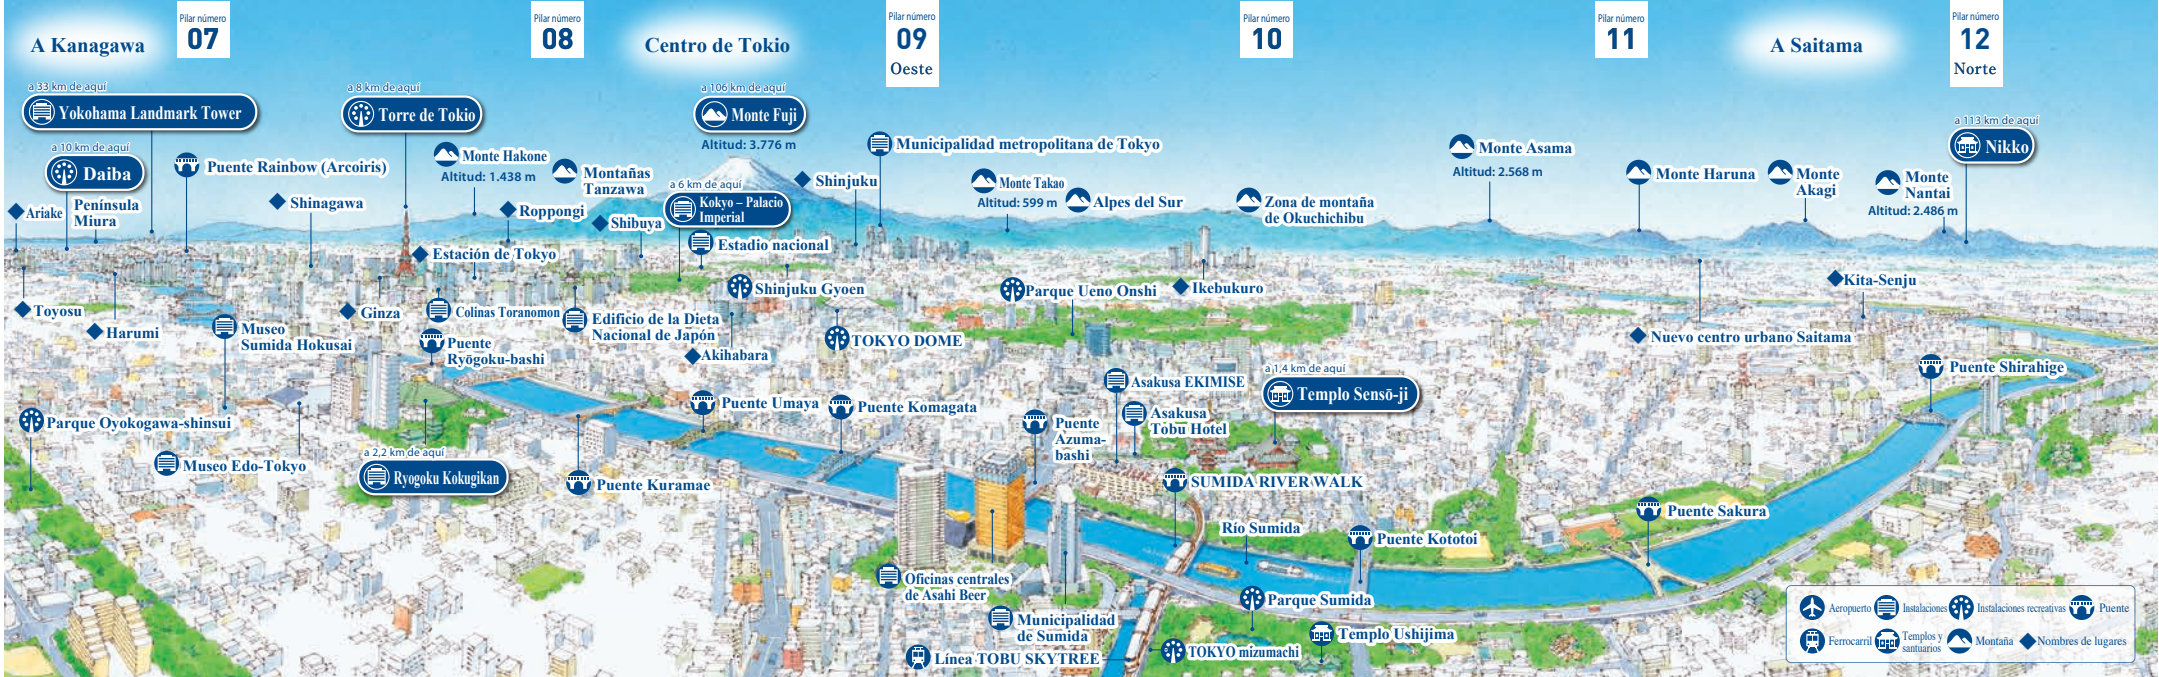 A Kanagawa
Pilar número
07
Pilar número
08
Centro de Tokio
Pilar número
09
Oeste
Pilar número
10
Pilar número
11
A Saitama
Pilar número
12
Norte
a 33 km de aquí
Yokohama Landmark Tower
a 10 km de aquí
Daiba
Ariake
Península
Miura
Puente Rainbow (Arcoiris)
Shinagawa
a 8 km de aquí
Torre de Tokio
Monte Hakone
Altitud: 1.438 m
Montañas
Tanzawa
Roppongi
Shibuya
Estación de Tokyo
a 106 km de aquí
Monte Fuji
Altitud: 3.776 m
a 6 km de aquí
Kokyo – Palacio
Imperial
Estadio nacional
Shinjuku
Municipalidad metropolitana de Tokyo
Monte Takao
Altitud: 599 m
Alpes del Sur
Zona de montaña
de Okuchichibu
Monte Asama
Altitud: 2.568 m
Monte Haruna
Monte
Akagi
Monte
Nantai
Altitud: 2.486 m
a 113 km de aquí
Nikko
Toyosu
Harumi
Museo
Sumida Hokusai
Ginza
Colinas Toranomon
Puente
Ryōgoku-bashi
Edificio de la Dieta
Nacional de Japón
Shinjuku Gyoen
Akihabara
TOKYO DOME
Parque Ueno Onshi
Ikebukuro
Kita-Senju
Nuevo centro urbano Saitama
Puente Shirahige
Parque Oyokogawa-shinsui
Museo Edo-Tokyo
a 2,2 km de aquí
Ryogoku Kokugikan
Puente Kuramae
Puente Umaya
Puente Komagata
Puente
Azuma-
bashi
Asakusa EKIMISE
Asakusa
Tobu Hotel
a 1,4 km de aquí
Templo Sensō-ji
SUMIDA RIVER WALK
Río Sumida
Puente Kototoi
Puente Sakura
Oficinas centrales
de Asahi Beer
Municipalidad
de Sumida
Línea TOBU SKYTREE
Parque Sumida
TOKYO mizumachi
Templo Ushijima
Aeropuerto
Instalaciones
Instalaciones recreativas
Puente
Ferrocarril
Templos y
santuarios
Montaña
Nombres de lugares